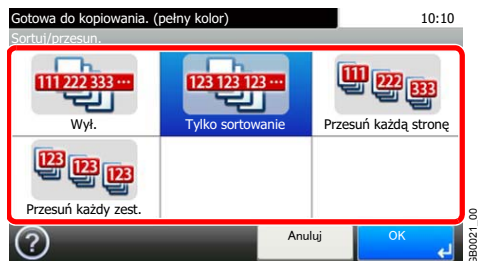 Gotowa do kopiowania. (pełny kolor) 10:10
Sortuj/przesun.
111 222 333 ...
123 123 123 ...
111 222 333
Wył.
Tylko sortowanie
Przesuń każdą stronę
123 123 123
Przesuń każdy zest.
?
Anuluj
OK
GB0021_00